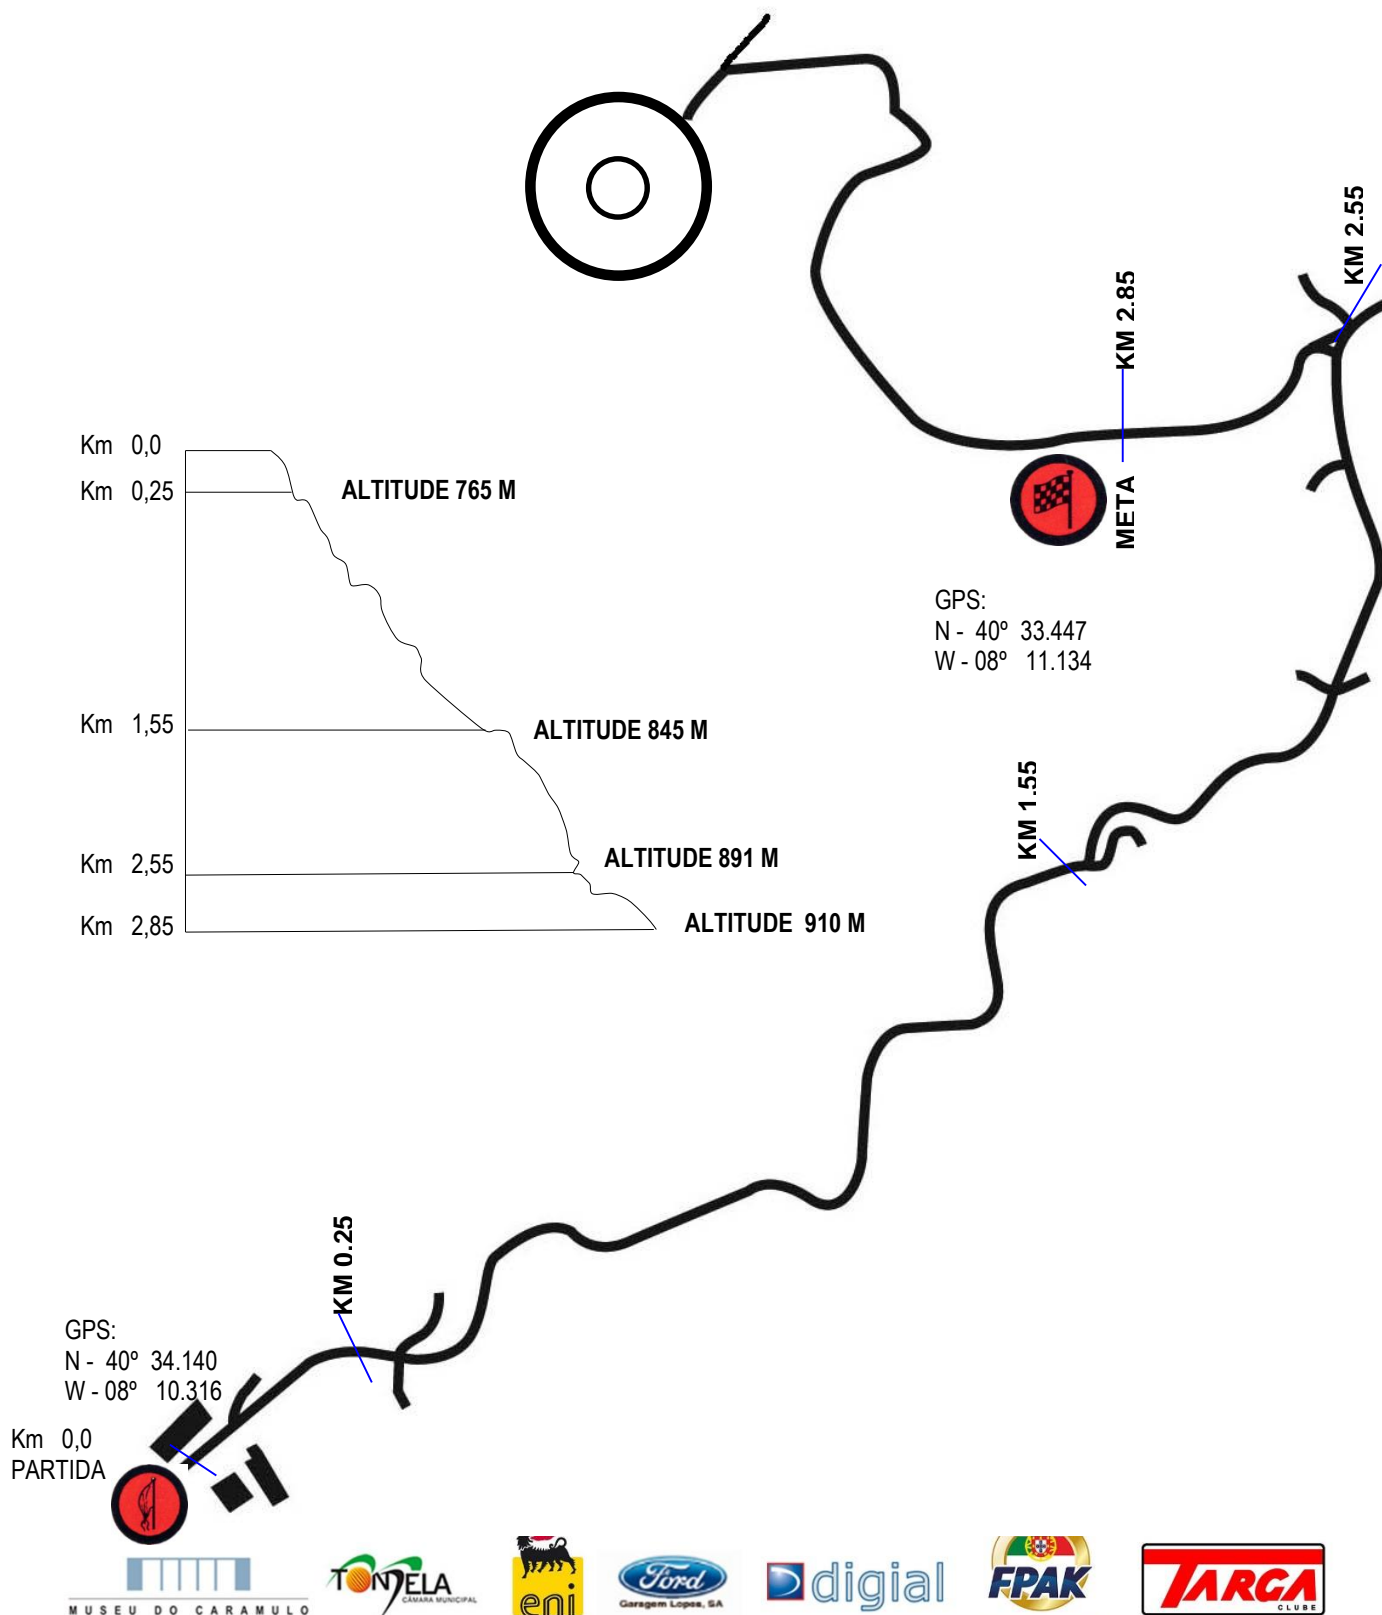 KM 2.55
KM 2.85
META
GPS:
N - 40º 33.447
W - 08º 11.134
Km 0,0
Km 0,25
ALTITUDE 765 M
Km 1,55
ALTITUDE 845 M
Km 2,55
ALTITUDE 891 M
Km 2,85
ALTITUDE 910 M
KM 1.55
KM 0.25
GPS:
N - 40º 34.140
W - 08º 10.316
Km 0,0
PARTIDA
MUSEU DO CARAMULO
TONDELA
CÂMARA MUNICIPAL
eni
Ford
Garagem Lopes, SA
digial
FPAK
TARGA
CLUBE